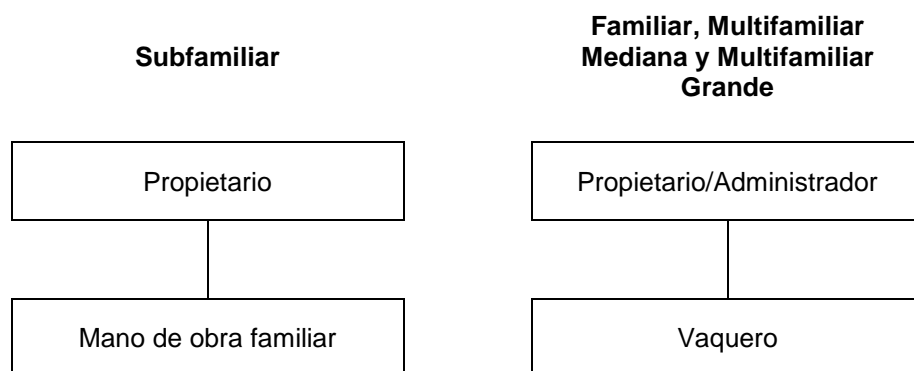 Subfamiliar
Familiar, Multifamiliar
Mediana y Multifamiliar
Grande
Propietario
Propietario/Administrador
Mano de obra familiar
Vaquero